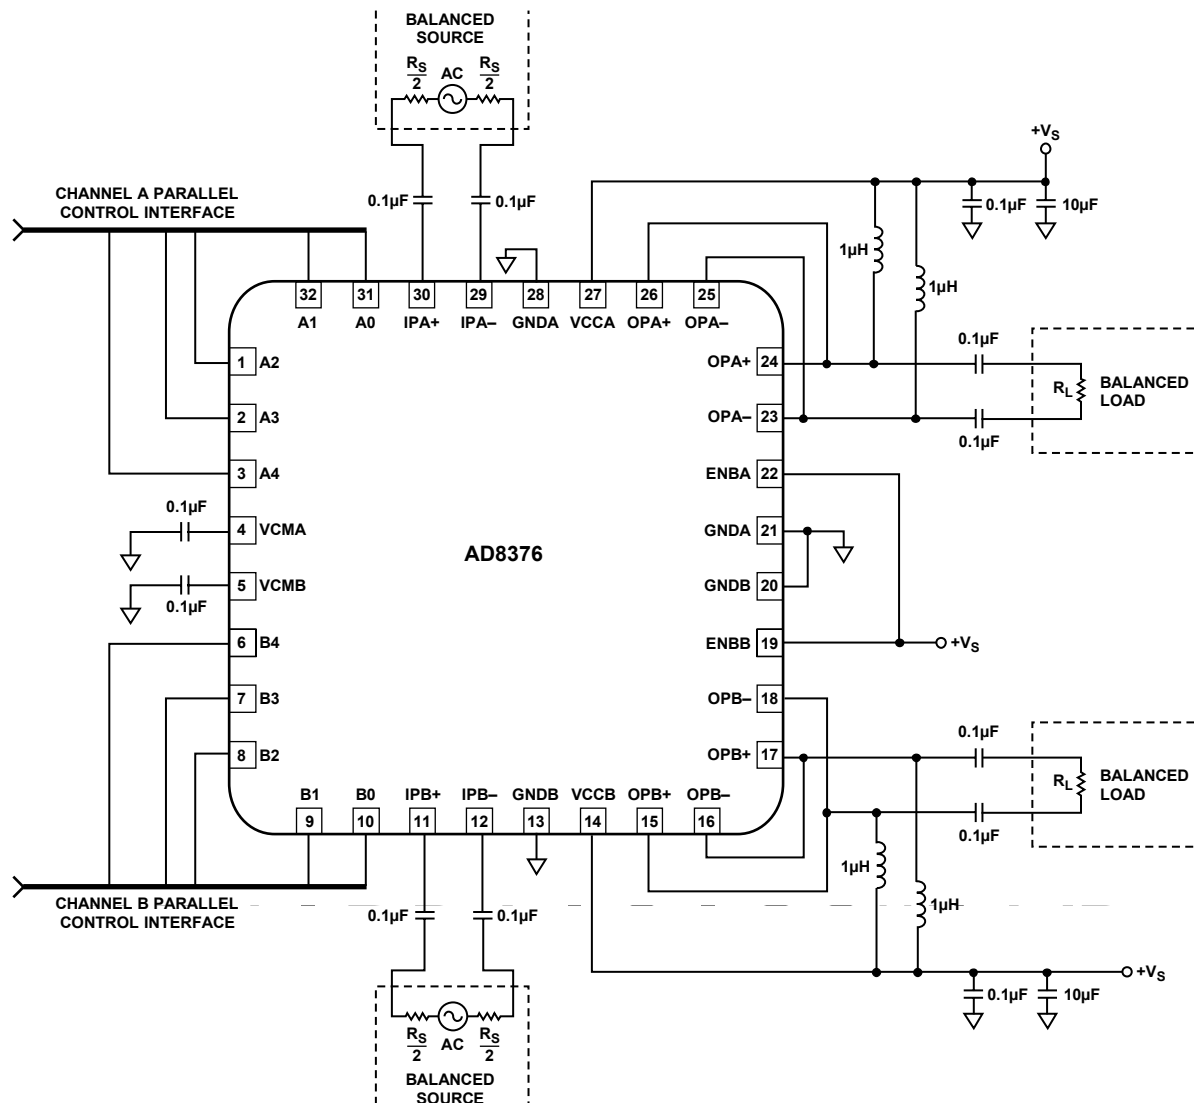 BALANCED
SOURCE
RS
2
AC
RS
2
+VS
CHANNEL A PARALLEL
CONTROL INTERFACE
0.1µF
0.1µF
0.1µF
10µF
1µH
1µH
32
31
30
29
28
27
26
25
A1
A0
IPA+
IPA–
GNDA
VCCA
OPA+
OPA–
1
A2
2
A3
3
A4
0.1µF
4
VCMA
5
VCMB
0.1µF
6
B4
7
B3
8
B2
AD8376
OPA+
24
0.1µF
RL
BALANCED
LOAD
OPA–
23
0.1µF
ENBA
22
GNDA
21
GNDB
20
ENBB
19
+VS
OPB–
18
OPB+
17
0.1µF
RL
BALANCED
LOAD
0.1µF
B1
B0
IPB+
IPB–
GNDB
VCCB
OPB+
OPB–
9
10
11
12
13
14
15
16
1µH
1µH
CHANNEL B PARALLEL
CONTROL INTERFACE
0.1µF
0.1µF
+VS
0.1µF
10µF
RS
2
AC
RS
2
BALANCED
SOURCE